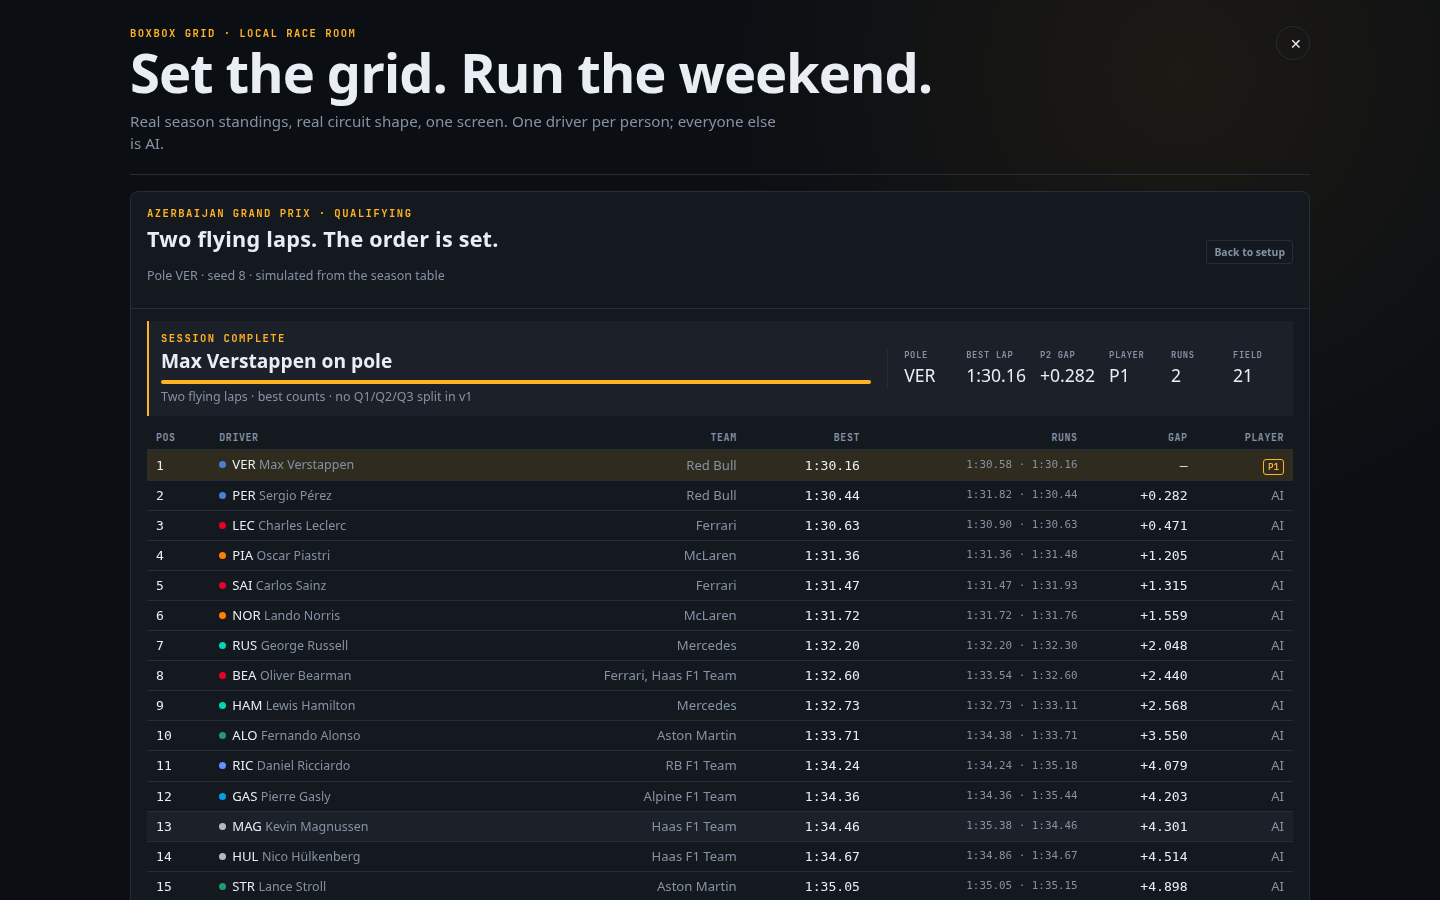 BOXBOX GRID · LOCAL RACE ROOM
Set the grid. Run the weekend.
Real season standings, real circuit shape, one screen. One driver per person; everyone else
is AI.
✕
AZERBAIJAN GRAND PRIX · QUALIFYING
Two flying laps. The order is set.
Pole VER · seed 8 · simulated from the season table
Back to setup
SESSION COMPLETE
Max Verstappen on pole
Two flying laps · best counts · no Q1/Q2/Q3 split in v1
POLE BEST LAP P2 GAP PLAYER RUNS FIELD
VER 1:30.16 +0.282 P1 2 21
POS DRIVER TEAM BEST RUNS GAP PLAYER
1 VER Max Verstappen Red Bull 1:30.16 1:30.58 · 1:30.16 — P1
2 PER Sergio Pérez Red Bull 1:30.44 1:31.82 · 1:30.44 +0.282 AI
3 LEC Charles Leclerc Ferrari 1:30.63 1:30.90 · 1:30.63 +0.471 AI
4 PIA Oscar Piastri McLaren 1:31.36 1:31.36 · 1:31.48 +1.205 AI
5 SAI Carlos Sainz Ferrari 1:31.47 1:31.47 · 1:31.93 +1.315 AI
6 NOR Lando Norris McLaren 1:31.72 1:31.72 · 1:31.76 +1.559 AI
7 RUS George Russell Mercedes 1:32.20 1:32.20 · 1:32.30 +2.048 AI
8 BEA Oliver Bearman Ferrari, Haas F1 Team 1:32.60 1:33.54 · 1:32.60 +2.440 AI
9 HAM Lewis Hamilton Mercedes 1:32.73 1:32.73 · 1:33.11 +2.568 AI
10 ALO Fernando Alonso Aston Martin 1:33.71 1:34.38 · 1:33.71 +3.550 AI
11 RIC Daniel Ricciardo RB F1 Team 1:34.24 1:34.24 · 1:35.18 +4.079 AI
12 GAS Pierre Gasly Alpine F1 Team 1:34.36 1:34.36 · 1:35.44 +4.203 AI
13 MAG Kevin Magnussen Haas F1 Team 1:34.46 1:35.38 · 1:34.46 +4.301 AI
14 HUL Nico Hülkenberg Haas F1 Team 1:34.67 1:34.86 · 1:34.67 +4.514 AI
15 STR Lance Stroll Aston Martin 1:35.05 1:35.05 · 1:35.15 +4.898 AI